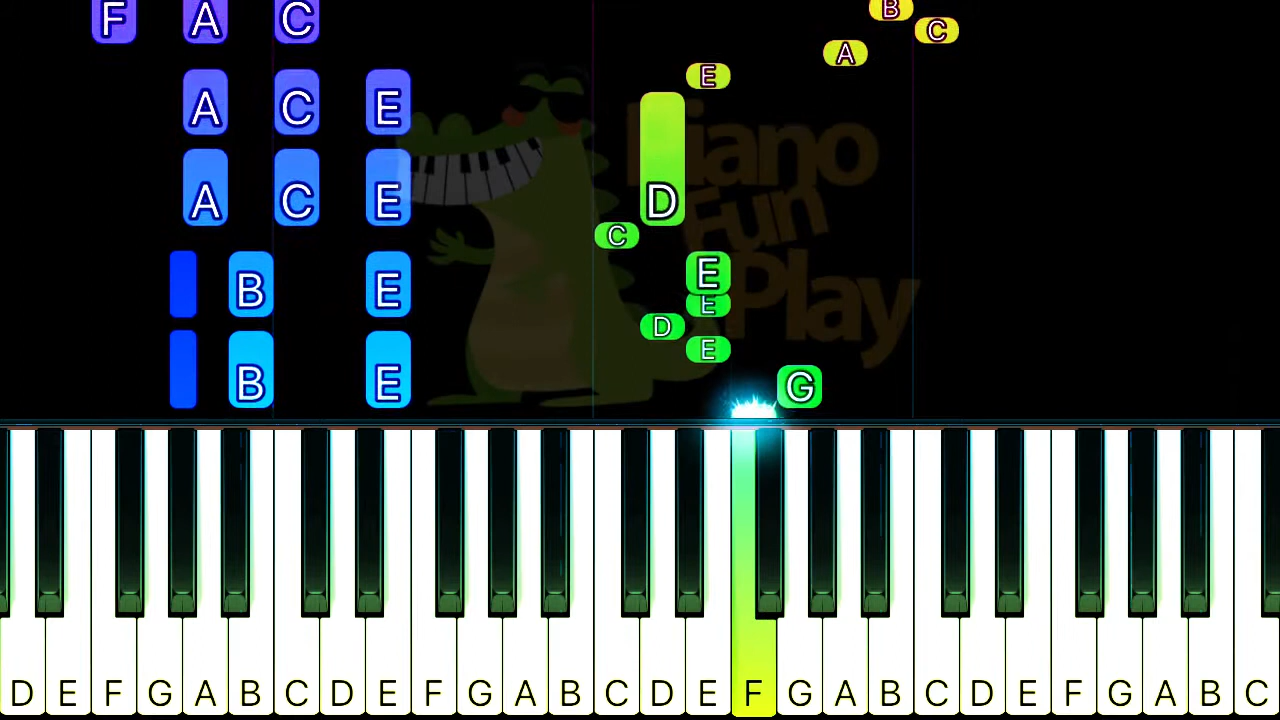 F A C B
C
A
E
A C E
Piano
A C E D
Fun
C
B E E
E
Play
D
E
B E G
D E F G A B C D E F G A B C D E F G A B C D E F G A B C